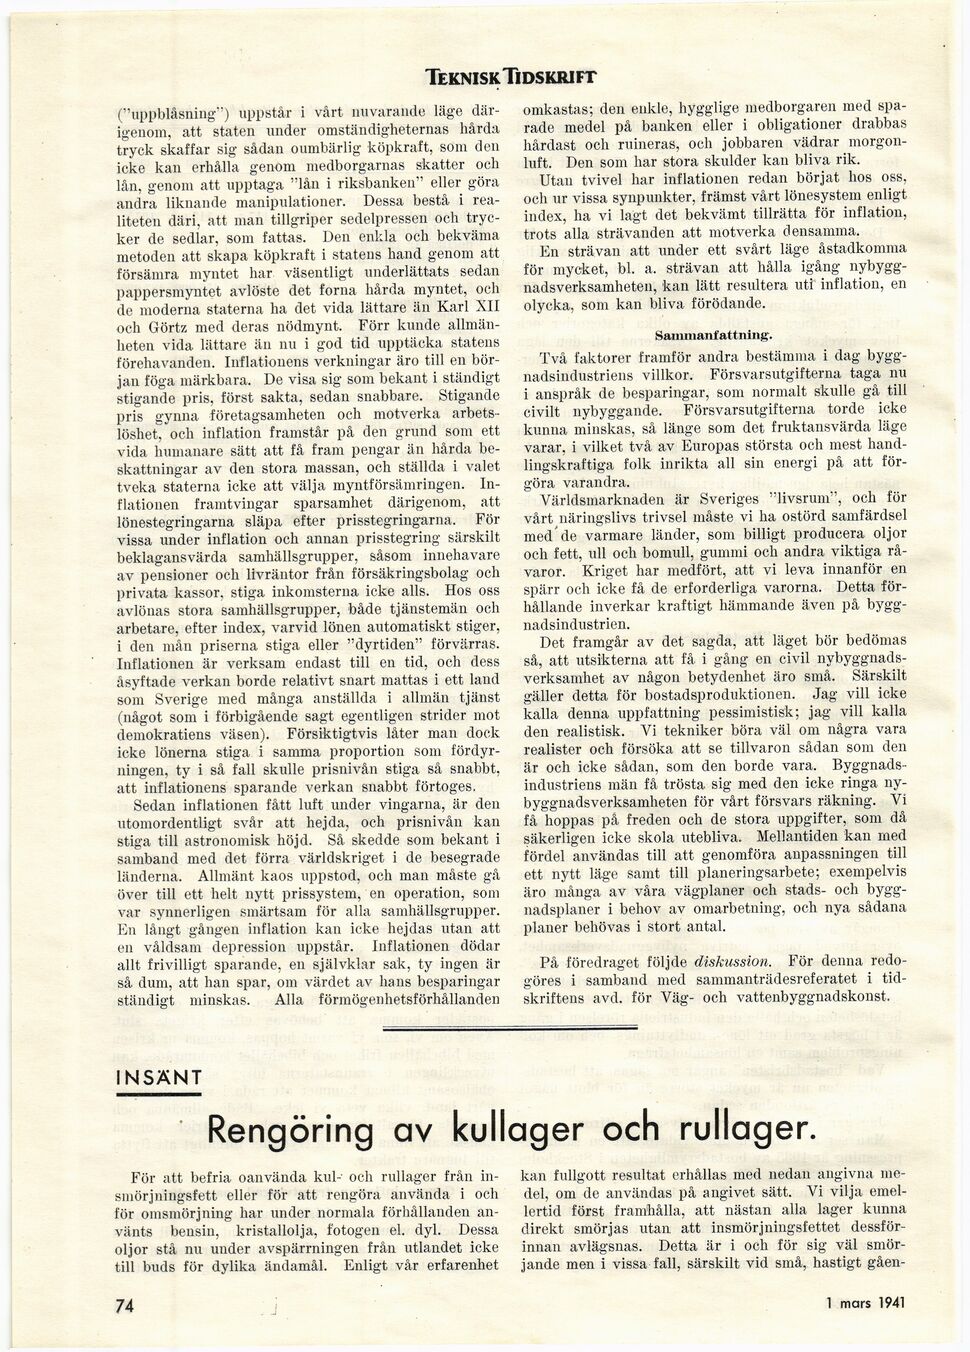 TEKNISK TIDSKRIFT
("uppblåsning") uppstår i vårt nuvarande läge där-
igenom, att staten under omständigheternas hårda
tryck skaffar sig sådan oumbärlig köpkraft, som den
icke kan erhålla genom medborgarnas skatter och
lån, genom att upptaga "lån i riksbanken" eller göra
andra liknande manipulationer. Dessa bestå i rea-
liteten däri, att man tillgriper sedelpressen och tryc-
ker de sedlar, som fattas. Den enkla och bekväma
metoden att skapa köpkraft i statens hand genom att
försämra myntet har väsentligt underlättats sedan
pappersmyntet avlöste det forna hårda myntet, och
de moderna staterna ha det vida lättare än Karl XII
och Görtz med deras nödmynt. Förr kunde allmän-
heten vida lättare än nu i god tid upptäcka statens
förehavanden. Inflationens verkningar äro till en bör-
jan föga märkbara. De visa sig som bekant i ständigt
stigande pris, först sakta, sedan snabbare. Stigande
pris gynna företagsamheten och motverka arbets-
löshet, och inflation framstår på den grund som ett
vida humanare sätt att få fram pengar än hårda be-
skattningar av den stora massan, och ställda i valet
tveka staterna icke att välja myntförsämringen. In-
flationen framtvingar sparsamhet därigenom, att
lönestegringarna släpa efter prisstegringarna. För
vissa under inflation och annan prisstegring särskilt
beklagansvärda samhällsgrupper, såsom innehavare
av pensioner och livräntor från försäkringsbolag och
privata kassor, stiga inkomsterna icke alls. Hos oss
avlönas stora samhällsgrupper, både tjänstemän och
arbetare, efter index, varvid lönen automatiskt stiger,
i den mån priserna stiga eller "dyrtiden" förvärras.
Inflationen är verksam endast till en tid, och dess
åsyftade verkan borde relativt snart mattas i ett land
som Sverige med många anställda i allmän tjänst
(något som i förbigående sagt egentligen strider mot
demokratiens väsen). Försiktigtvis låter man dock
icke lönerna stiga i samma proportion som fördyr-
ningen, ty i så fall skulle prisnivån stiga så snabbt,
att inflationens sparande verkan snabbt förtoges.
Sedan inflationen fått luft under vingarna, är den
utomordentligt svår att hejda, och prisnivån kan
stiga till astronomisk höjd. Så skedde som bekant i
samband med det förra världskriget i de besegrade
länderna. Allmänt kaos uppstod, och man måste gå
över till ett helt nytt prissystem, en operation, som
var synnerligen smärtsam för alla samhällsgrupper.
En långt gången inflation kan icke hejdas utan att
en våldsam depression uppstår. Inflationen dödar
allt frivilligt sparande, en självklar sak, ty ingen är
så dum, att han spar, om värdet av hans besparingar
ständigt minskas. Alla förmögenhetsförhållanden
omkastas; den enkle, hygglige medborgaren med spa-
rade medel på banken eller i obligationer drabbas
hårdast och ruineras, och jobbaren vädrar morgon-
luft. Den som har stora skulder kan bliva rik.
Utan tvivel har inflationen redan börjat hos oss,
och ur vissa synpunkter, främst vårt lönesystem enligt
index, ha vi lagt det bekvämt tillrätta för inflation,
trots alla strävanden att motverka densamma.
En strävan att under ett svårt läge åstadkomma
för mycket, bl. a. strävan att hålla igång nybygg-
nadsverksamheten, kan lätt resultera uti inflation, en
olycka, som kan bliva förödande.
Sammanfattning.
Två faktorer framför andra bestämma i dag bygg-
nadsindustriens villkor. Försvarsutgifterna taga nu
i anspråk de besparingar, som normalt skulle gå till
civilt nybyggande. Försvarsutgifterna torde icke
kunna minskas, så länge som det fruktansvärda läge
varar, i vilket två av Europas största och mest hand-
lingskraftiga folk inrikta all sin energi på att för-
göra varandra.
Världsmarknaden är Sveriges "livsrum", och för
vårt näringslivs trivsel måste vi ha ostörd samfärdsel
med de varmare länder, som billigt producera oljor
och fett, ull och bomull, gummi och andra viktiga rå-
varor. Kriget har medfört, att vi leva innanför en
spärr och icke få de erforderliga varorna. Detta för-
hållande inverkar kraftigt hämmande även på bygg-
nadsindustrien.
Det framgår av det sagda, att läget bör bedömas
så, att utsikterna att få i gång en civil nybyggnads-
verksamhet av någon betydenhet äro små. Särskilt
gäller detta för bostadsproduktionen. Jag vill icke
kalla denna uppfattning pessimistisk; jag vill kalla
den realistisk. Vi tekniker böra väl om några vara
realister och försöka att se tillvaron sådan som den
är och icke sådan, som den borde vara. Byggnads-
industriens män få trösta sig med den icke ringa ny-
byggnadsverksamheten för vårt försvars räkning. Vi
få hoppas på freden och de stora uppgifter, som då
säkerligen icke skola utebliva. Mellantiden kan med
fördel användas till att genomföra anpassningen till
ett nytt läge samt till planeringsarbete; exempelvis
äro många av våra vägplaner och stads- och bygg-
nadsplaner i behov av omarbetning, och nya sådana
planer behövas i stort antal.
På föredraget följde diskussion. För denna redo-
göres i samband med sammanträdesreferatet i tid-
skriftens avd. för Väg- och vattenbyggnadskonst.
INSÄNT
Rengöring av kullager och rullager.
För att befria oanvända kul- och rullager från in-
smörjningsfett eller för att rengöra använda i och
för omsmörjning har under normala förhållanden an-
vänts bensin, kristallolja, fotogen el. dyl. Dessa
oljor stå nu under avspärrningen från utlandet icke
till buds för dylika ändamål. Enligt vår erfarenhet
kan fullgott resultat erhållas med nedan angivna me-
del, om de användas på angivet sätt. Vi vilja emel-
lertid först framhålla, att nästan alla lager kunna
direkt smörjas utan att insmörjningsfettet dessför-
innan avlägsnas. Detta är i och för sig väl smör-
jande men i vissa fall, särskilt vid små, hastigt gåen-
74
1 mars 1941